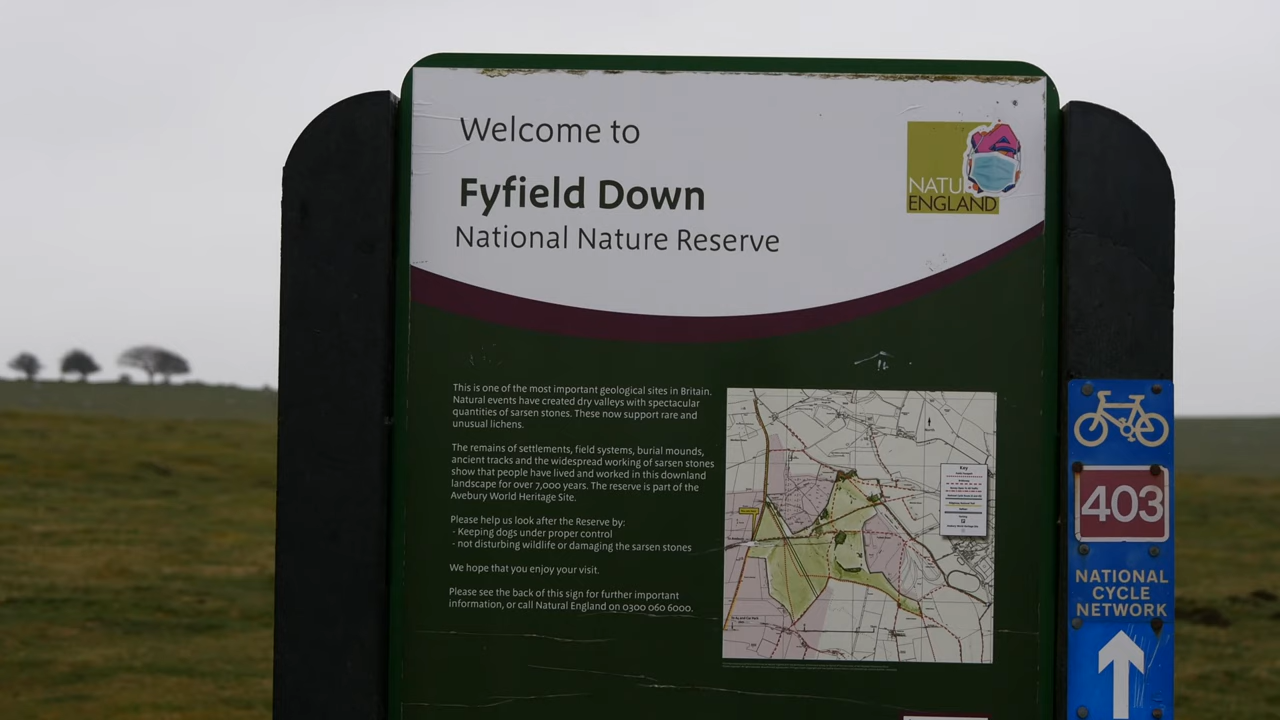 Welcome to
Fyfield Down
National Nature Reserve
NATU
ENGLAND
This is one of the most important geological sites in Britain.
Natural events have created dry valleys with spectacular
quantities of sarsen stones. These now support rare and
unusual lichens.
The remains of settlements, field systems, burial mounds,
ancient tracks and the widespread working of sarsen stones
show that people have lived and worked in this downland
landscape for over 7,000 years. The reserve is part of the
Avebury World Heritage Site.
Please help us look after the Reserve by:
- Keeping dogs under proper control
- not disturbing wildlife or damaging the sarsen stones
We hope that you enjoy your visit.
Please see the back of this sign for further important
information, or call Natural England on 0300 060 6000.
Key
403
NATIONAL
CYCLE
NETWORK